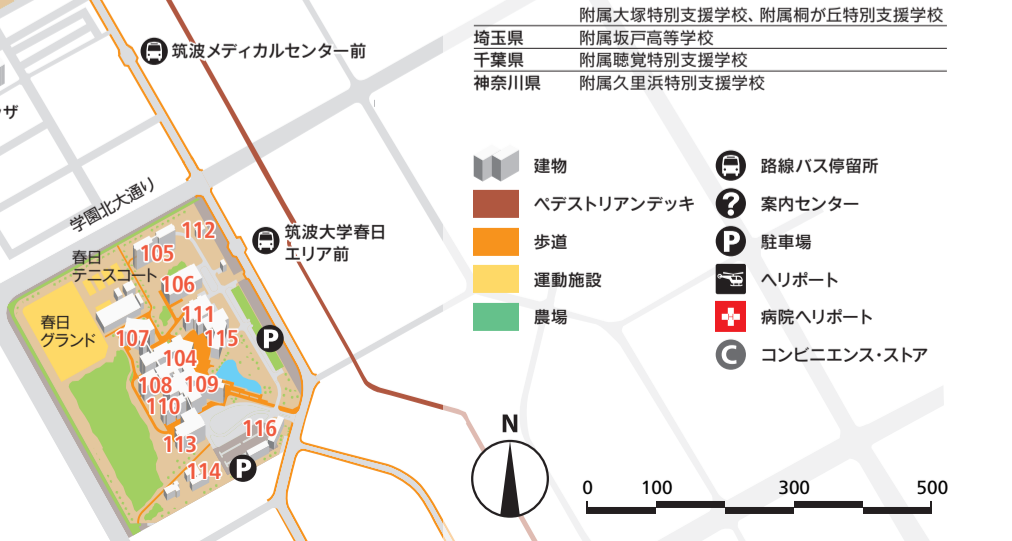 附属大塚特別支援学校、附属桐が丘特別支援学校
埼玉県 附属坂戸高等学校
千葉県 附属聴覚特別支援学校
神奈川県 附属久里浜特別支援学校
筑波メディカルセンター前
ザ
学園北大通り
筑波大学春日
エリア前
春日
テニスコート
春日
グランド
112
105
106
111
107
115
104
108
109
110
116
113
114
P
P
建物
ペデストリアンデッキ
歩道
運動施設
農場
路線バス停留所
? 案内センター
P 駐車場
ヘリポート
病院ヘリポート
C コンビニエンス・ストア
N
0 100 300 500